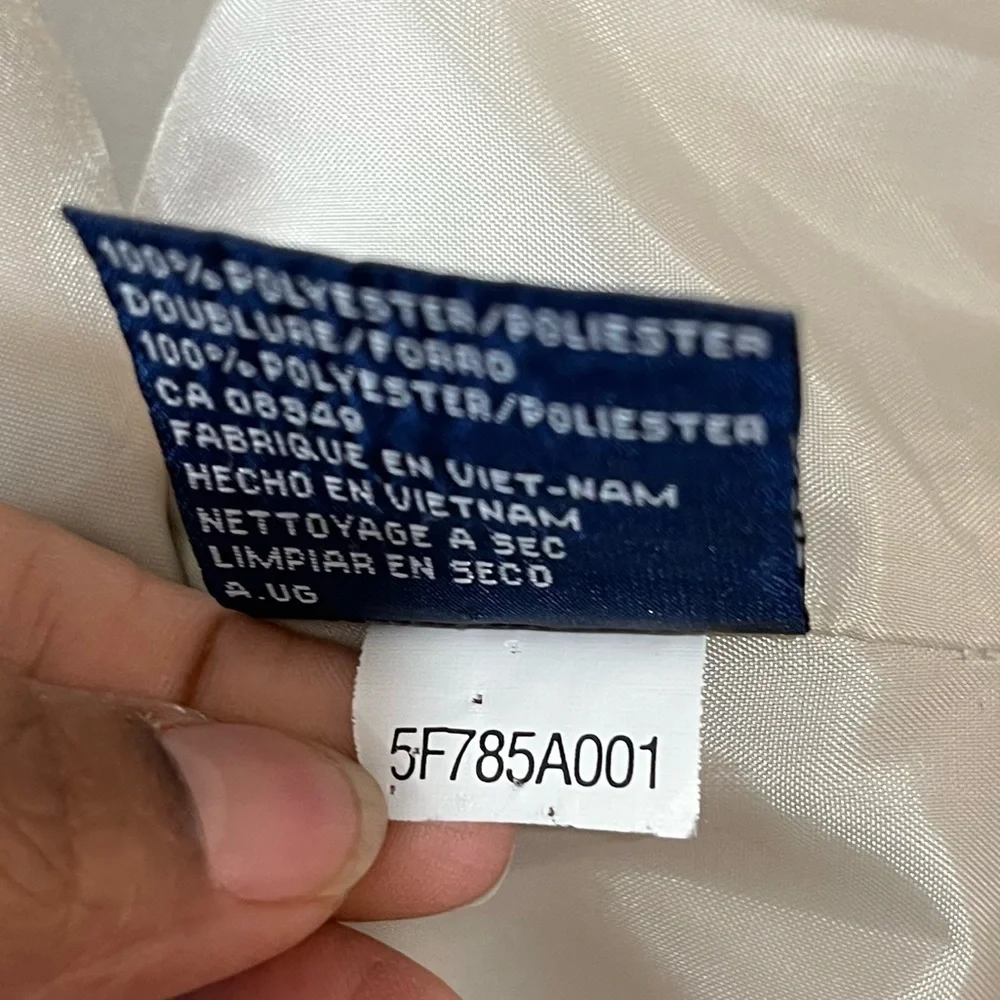 100% POLYESTER/POLIESTER
DOUBLURE/FORRO
100% POLYESTER/POLIESTER
CA 08349
FABRIQUE EN VIET-NAM
HECHO EN VIETNAM
NETTOYAGE A SEC
LIMPIAR EN SECO
A.UG
5F785A001